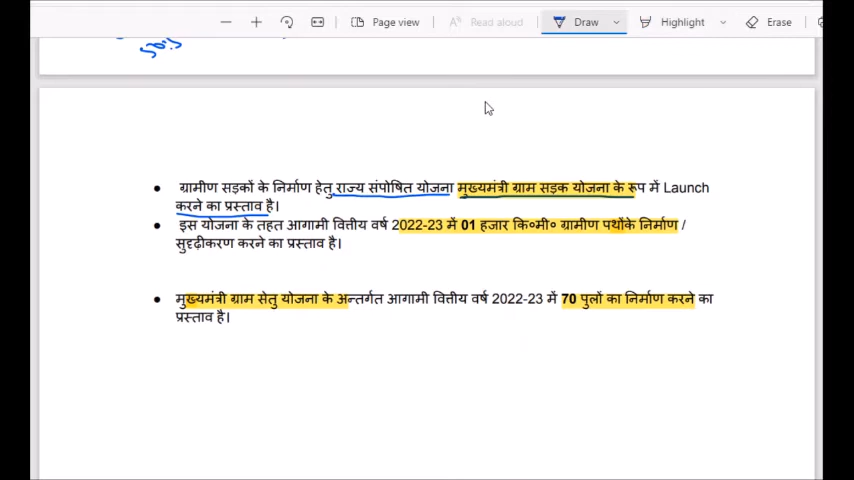 Page view
Read aloud
Draw
Highlight
Erase
● ग्रामीण सड़कों के निर्माण हेतु राज्य संपोषित योजना मुख्यमंत्री ग्राम सड़क योजना के रूप में Launch
करने का प्रस्ताव है।
● इस योजना के तहत आगामी वित्तीय वर्ष 2022-23 में 01 हजार कि०मी० ग्रामीण पथोंके निर्माण /
सुदृढ़ीकरण करने का प्रस्ताव है।
● मुख्यमंत्री ग्राम सेतु योजना के अन्तर्गत आगामी वित्तीय वर्ष 2022-23 में 70 पुलों का निर्माण करने का
प्रस्ताव है।